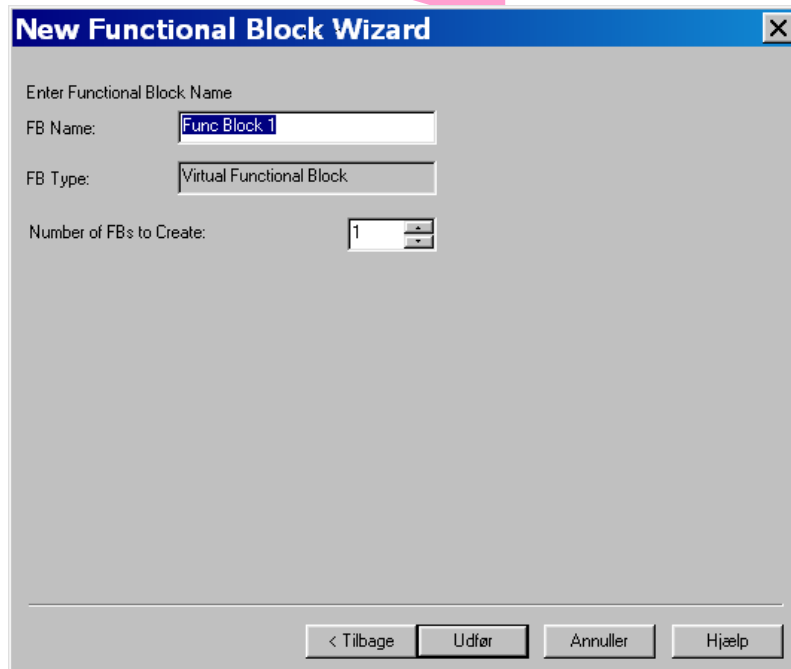 New Functional Block Wizard
Enter Functional Block Name
FB Name: Func Block 1
FB Type: Virtual Functional Block
Number of FBs to Create: 1
< Tilbage Udfør Annuller Hjælp